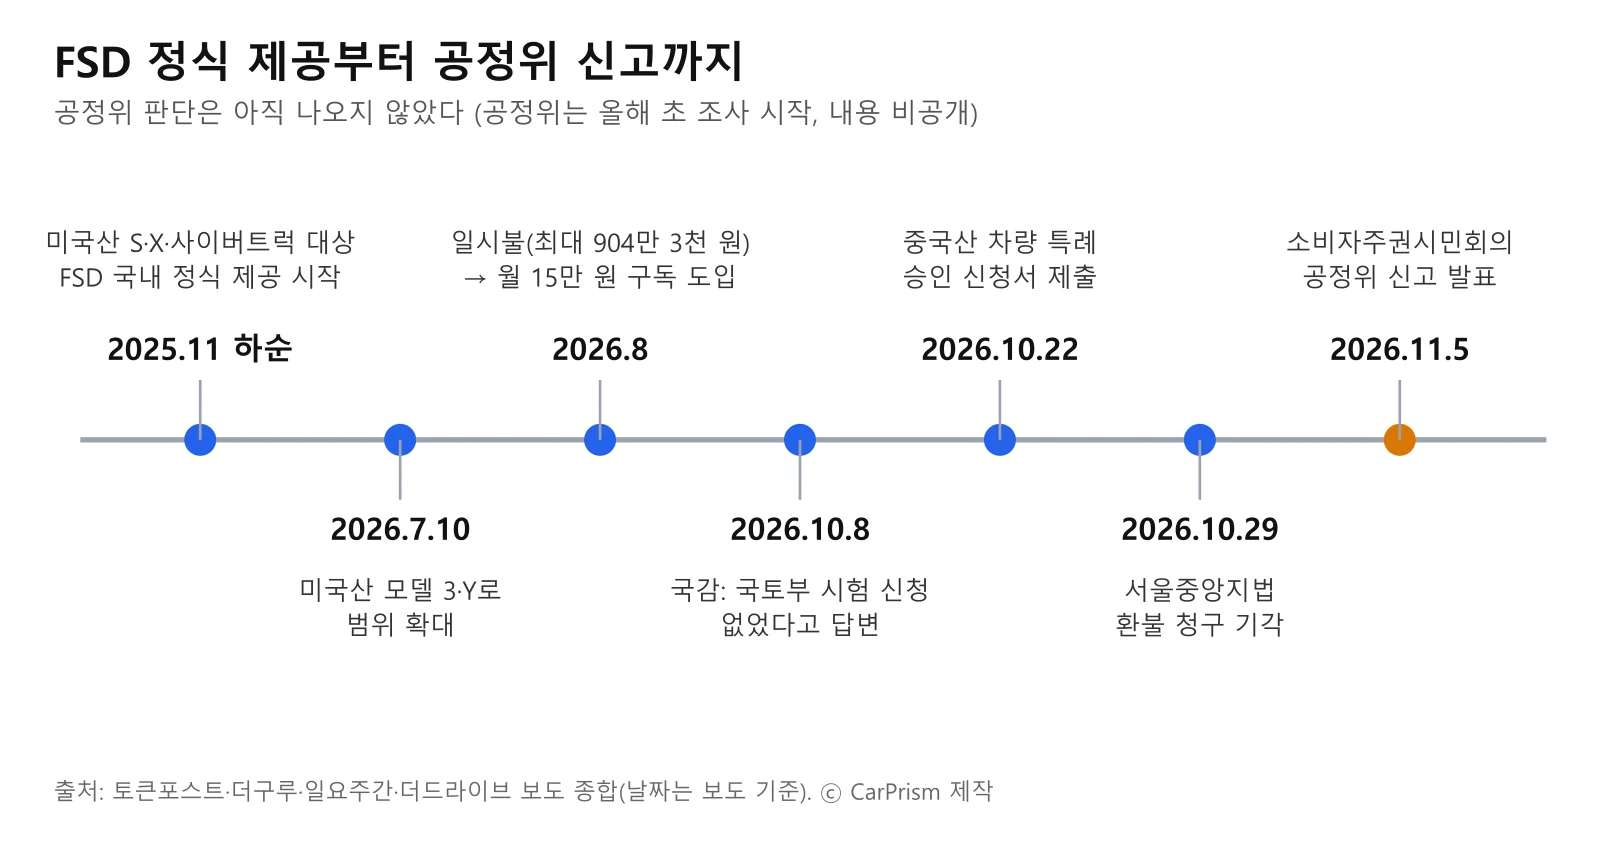 FSD 정식 제공부터 공정위 신고까지
공정위 판단은 아직 나오지 않았다 (공정위는 올해 초 조사 시작, 내용 비공개)
미국산 S·X·사이버트럭 대상
FSD 국내 정식 제공 시작
2025.11 하순
미국산 모델 3·Y로
범위 확대
2026.7.10
일시불(최대 904만 3천 원)
→ 월 15만 원 구독 도입
2026.8
2026.10.8
국감: 국토부 시험 신청
없었다고 답변
중국산 차량 특례
승인 신청서 제출
2026.10.22
2026.10.29
서울중앙지법
환불 청구 기각
소비자주권시민회의
공정위 신고 발표
2026.11.5
출처: 토큰포스트·더구루·일요주간·더드라이브 보도 종합(날짜는 보도 기준). ⓒ CarPrism 제작